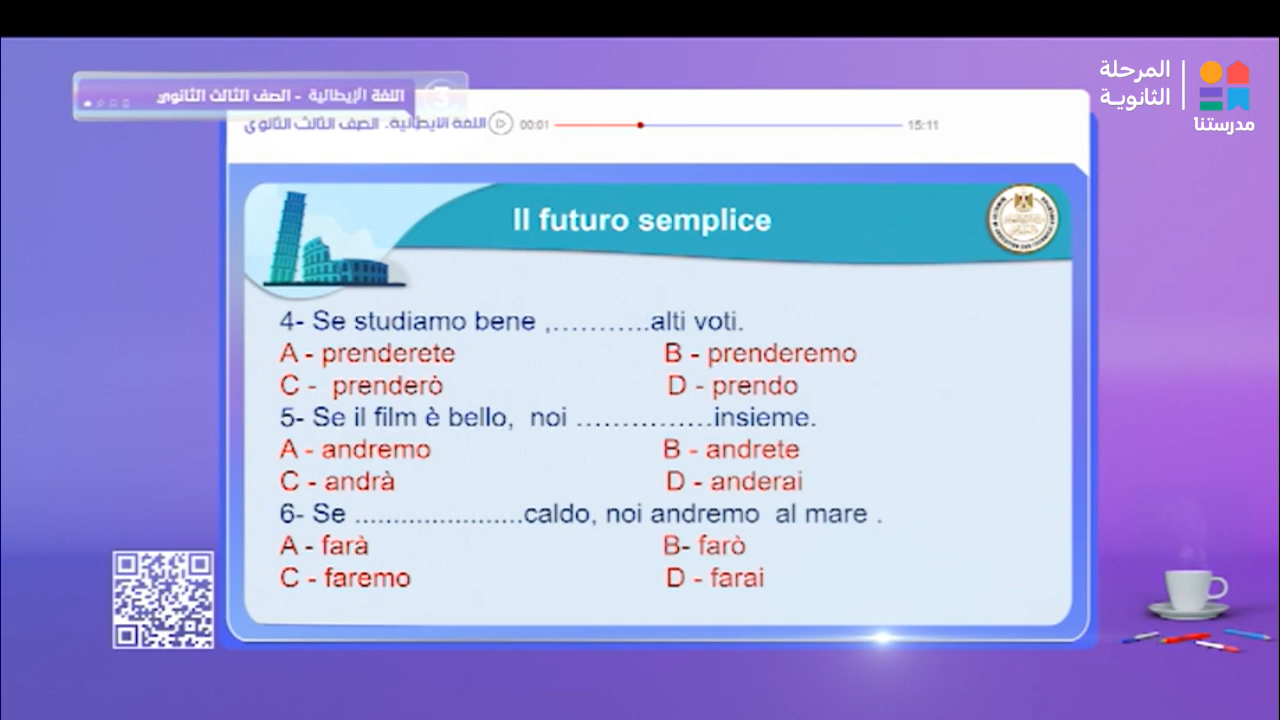 المرحلة
الثانوية
مدرستنا
اللغة الإيطالية - الصف الثالث الثانوي
اللغة الايطالية. الصف الثالث الثانوي
00:01
15:11
Il futuro semplice
4- Se studiamo bene ,...........alti voti.
A - prenderete B - prenderemo
C - prenderò D - prendo
5- Se il film è bello, noi ...............insieme.
A - andremo B - andrete
C - andrà D - anderai
6- Se ......................caldo, noi andremo al mare .
A - farà B- farò
C - faremo D - farai